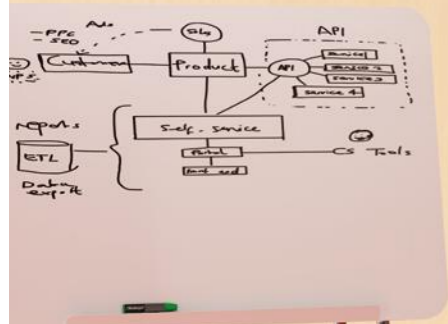 Ads
- PPC
- SEO
Customer
Product
API
API
service 1
service 2
service 3
service 4
reports
self-service
ETL
Portal
CS Tools
Data
export